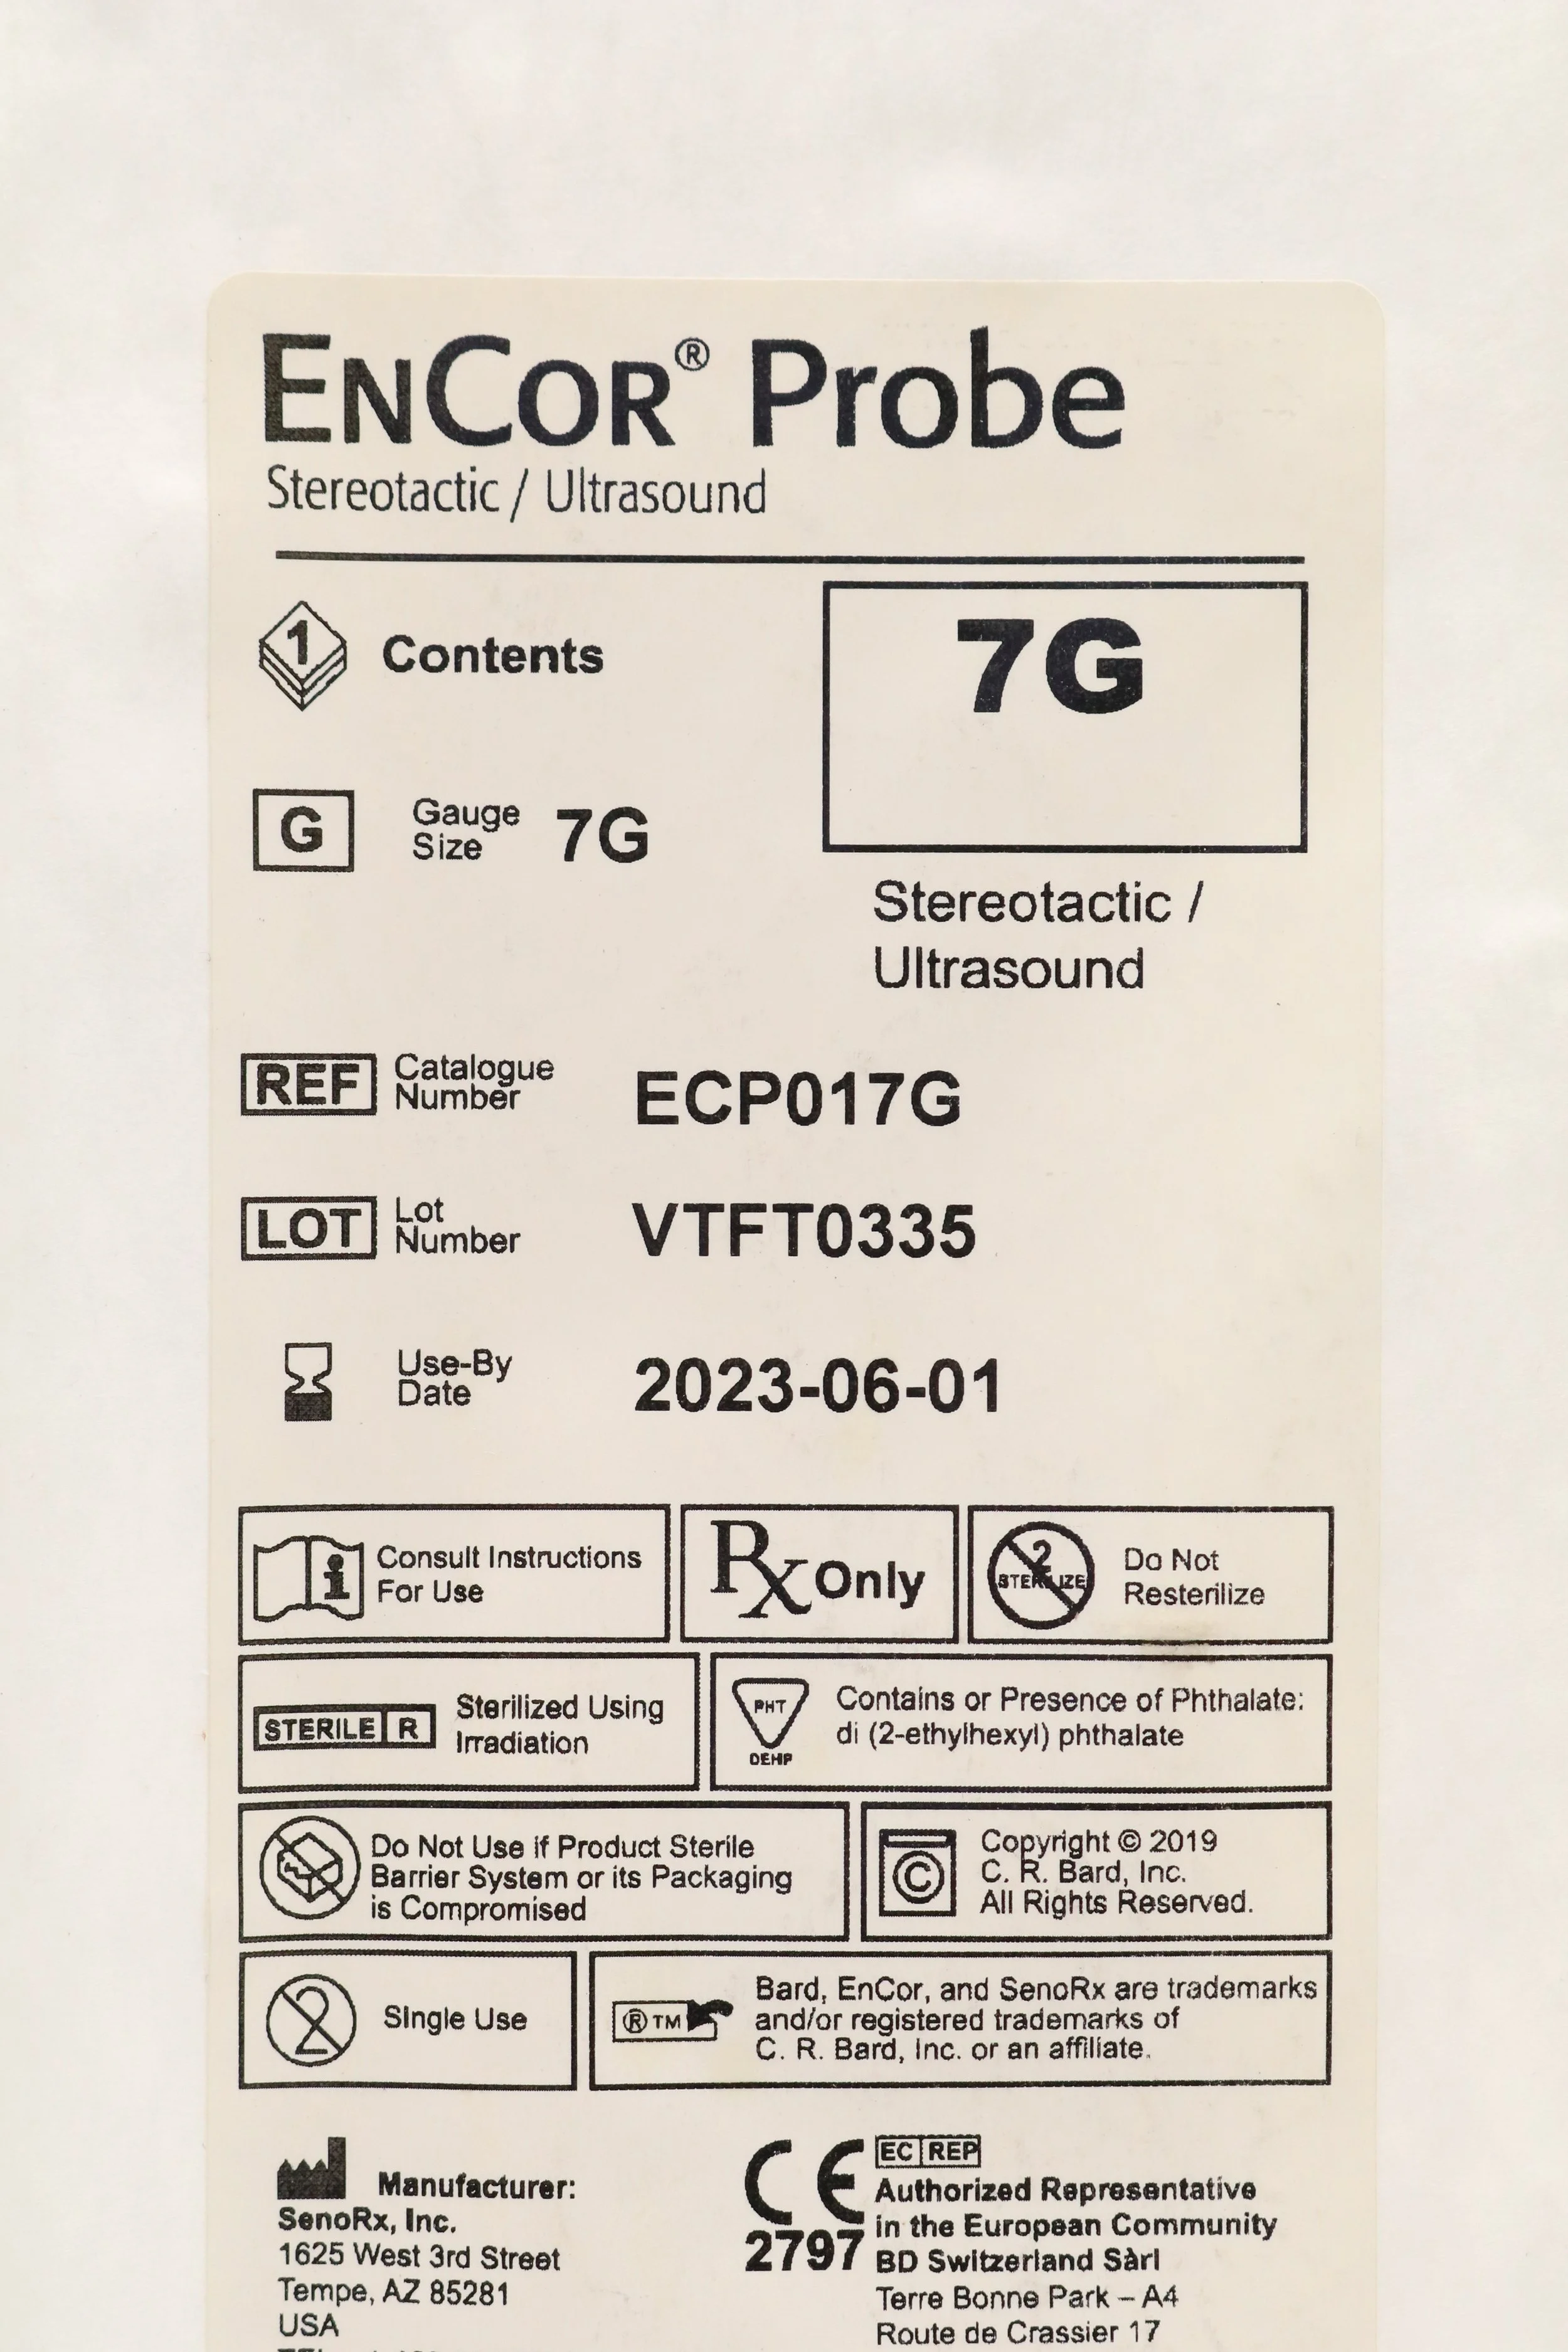 ENCOR® Probe
Stereotactic / Ultrasound
1 Contents
7G
G Gauge Size 7G
Stereotactic /
Ultrasound
REF Catalogue Number ECP017G
LOT Lot Number VTFT0335
Use-By Date 2023-06-01
Consult Instructions
For Use
Rx Only
2
STERILIZE
Do Not
Resterilize
STERILE R
Sterilized Using
Irradiation
PHT
DEHP
Contains or Presence of Phthalate:
di (2-ethylhexyl) phthalate
Do Not Use if Product Sterile
Barrier System or its Packaging
is Compromised
©
Copyright © 2019
C. R. Bard, Inc.
All Rights Reserved.
2
Single Use
® TM
Bard, EnCor, and SenoRx are trademarks
and/or registered trademarks of
C. R. Bard, Inc. or an affiliate.
Manufacturer:
SenoRx, Inc.
1625 West 3rd Street
Tempe, AZ 85281
USA
CE
2797
EC REP
Authorized Representative
in the European Community
BD Switzerland Sàrl
Terre Bonne Park – A4
Route de Crassier 17